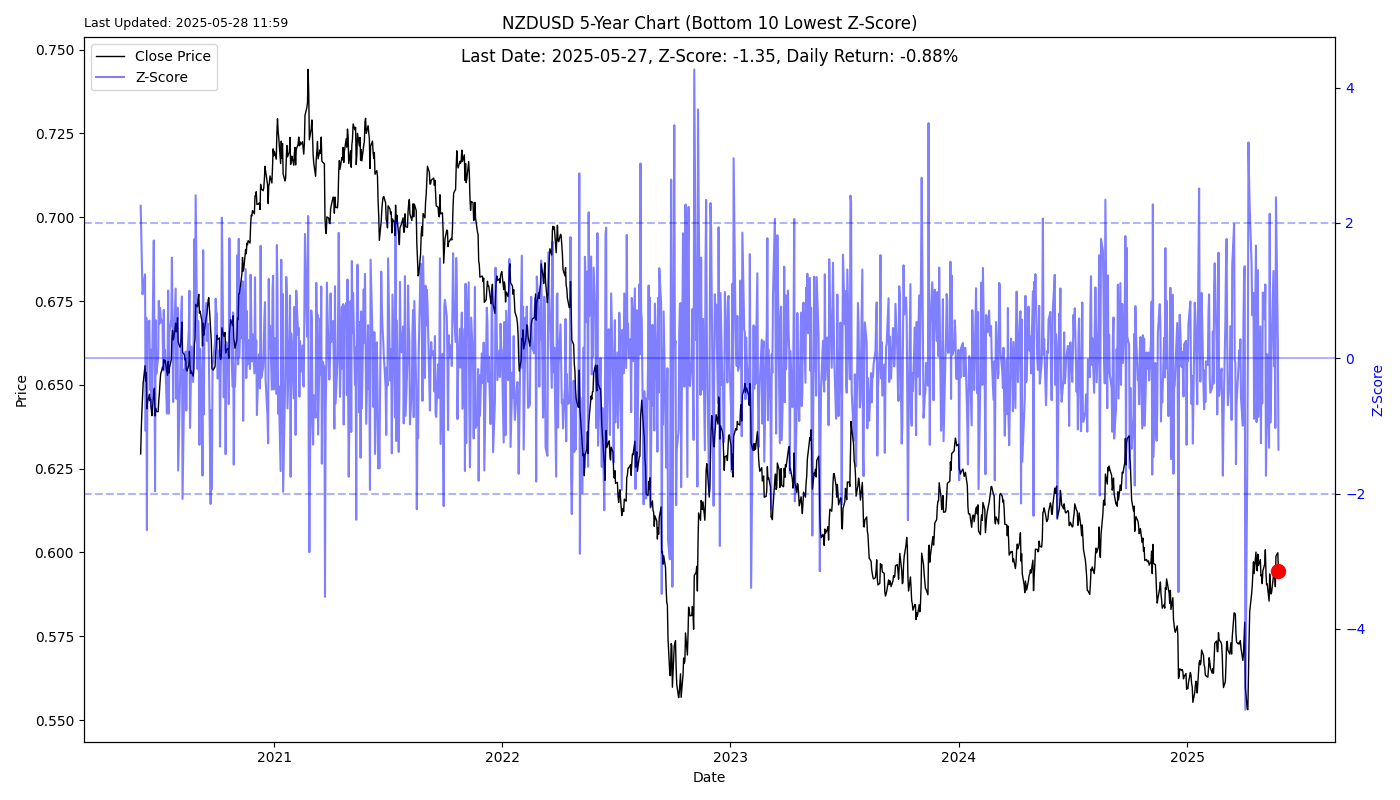 Last Updated: 2025-05-28 11:59
NZDUSD 5-Year Chart (Bottom 10 Lowest Z-Score)
Last Date: 2025-05-27, Z-Score: -1.35, Daily Return: -0.88%
Close Price
Z-Score
0.750
0.725
0.700
0.675
0.650
0.625
0.600
0.575
0.550
Price
4
2
0
−2
−4
Z-Score
2021
2022
2023
2024
2025
Date